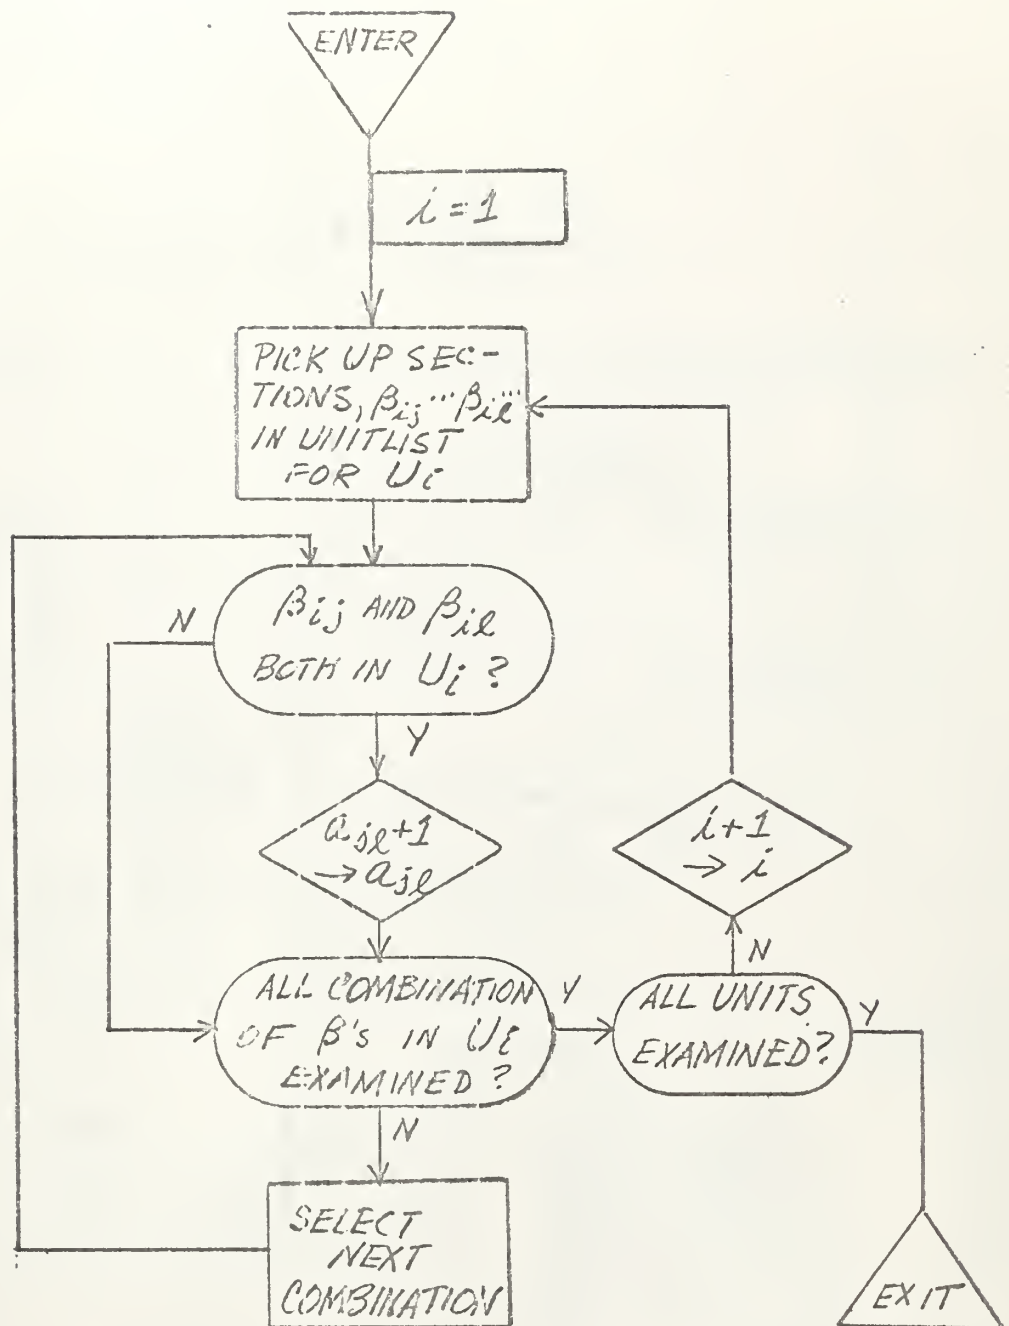 ENTER
i = 1
PICK UP SEC-
TIONS, βij ... βil ...
IN UNITLIST
FOR Ui
βij AND βil
BOTH IN Ui ?
N
Y
ajl+1
→ ajl
i+1
→ i
N
ALL COMBINATION
OF β's IN Ui
EXAMINED ?
Y
ALL UNITS
EXAMINED?
Y
N
SELECT
NEXT
COMBINATION
EXIT